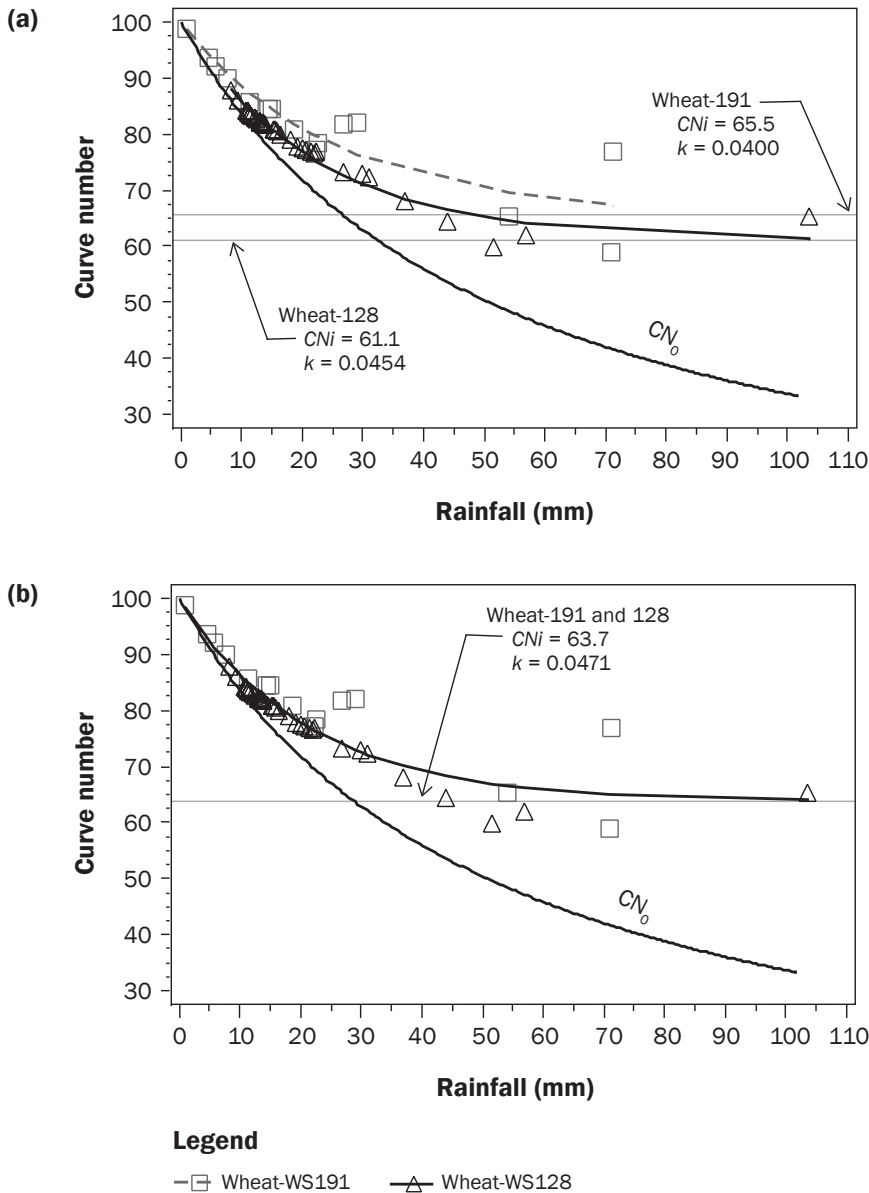 (a)
100
90
80
70
60
50
40
30
Curve number
Wheat-191
CNi = 65.5
k = 0.0400
Wheat-128
CNi = 61.1
k = 0.0454
CNo
0 10 20 30 40 50 60 70 80 90 100 110
Rainfall (mm)
(b)
100
90
80
70
60
50
40
30
Curve number
Wheat-191 and 128
CNi = 63.7
k = 0.0471
CNo
0 10 20 30 40 50 60 70 80 90 100 110
Rainfall (mm)
Legend
Wheat-WS191 Wheat-WS128